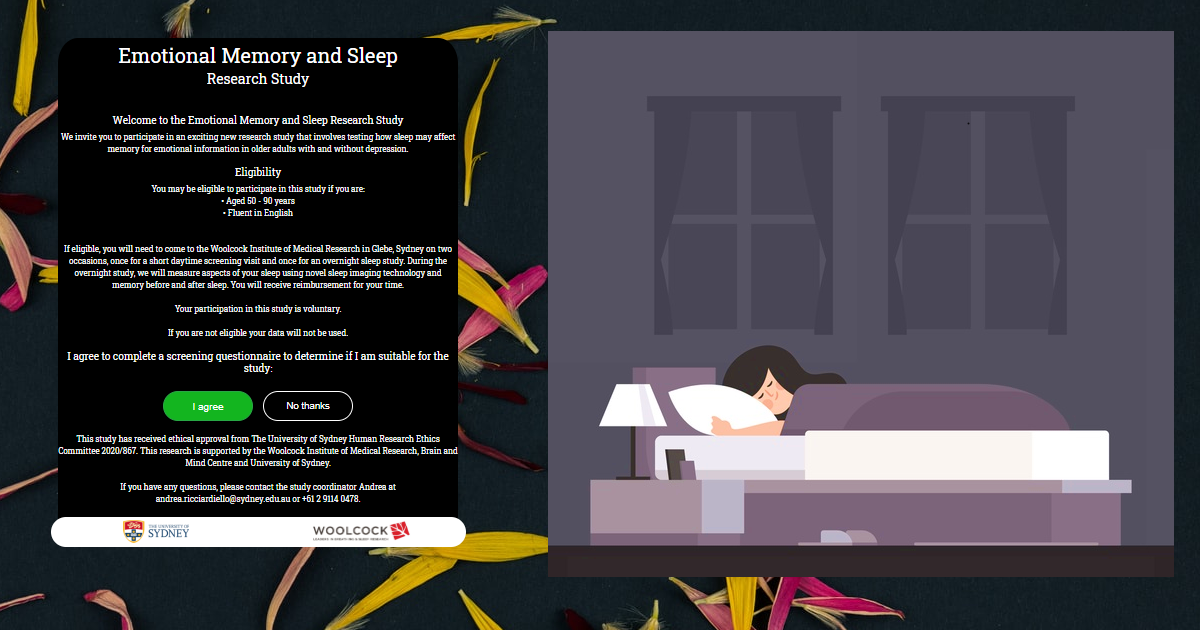 Emotional Memory and Sleep
Research Study
Welcome to the Emotional Memory and Sleep Research Study
We invite you to participate in an exciting new research study that involves testing how sleep may affect
memory for emotional information in older adults with and without depression.
Eligibility
You may be eligible to participate in this study if you are:
• Aged 50 - 90 years
• Fluent in English
If eligible, you will need to come to the Woolcock Institute of Medical Research in Glebe, Sydney on two
occasions, once for a short daytime screening visit and once for an overnight sleep study. During the
overnight study, we will measure aspects of your sleep using novel sleep imaging technology and
memory before and after sleep. You will receive reimbursement for your time.
Your participation in this study is voluntary.
If you are not eligible your data will not be used.
I agree to complete a screening questionnaire to determine if I am suitable for the
study:
I agree
No thanks
This study has received ethical approval from The University of Sydney Human Research Ethics
Committee 2020/867. This research is supported by the Woolcock Institute of Medical Research, Brain and
Mind Centre and University of Sydney.
If you have any questions, please contact the study coordinator Andrea at
andrea.ricciardiello@sydney.edu.au or +61 2 9114 0478.
THE UNIVERSITY OF
SYDNEY
WOOLCOCK